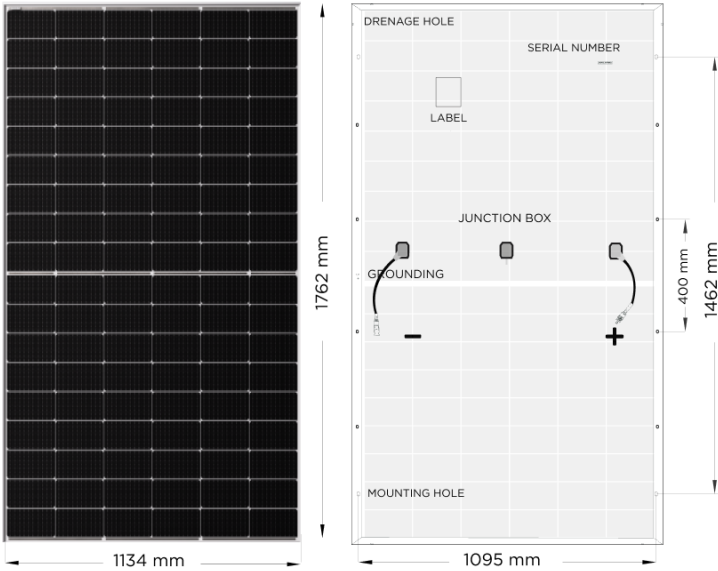 DRENAGE HOLE
SERIAL NUMBER
LABEL
JUNCTION BOX
GROUNDING
− +
MOUNTING HOLE
1762 mm
400 mm
1462 mm
1134 mm
1095 mm